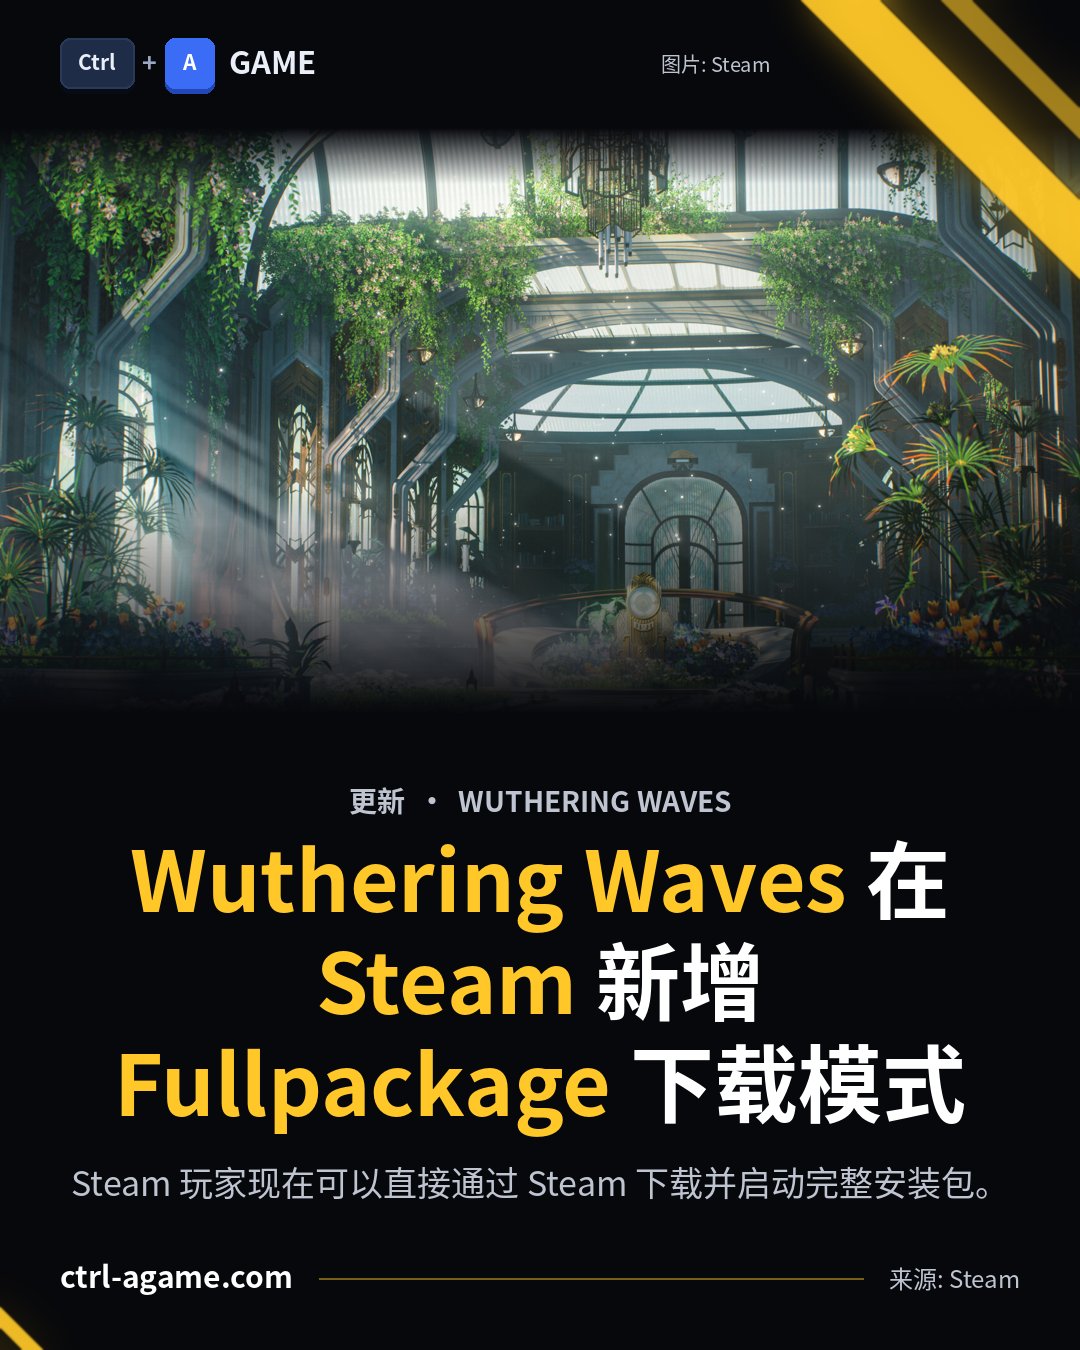 Ctrl + A GAME
图片: Steam
更新 • WUTHERING WAVES
Wuthering Waves 在
Steam 新增
Fullpackage 下载模式
Steam 玩家现在可以直接通过 Steam 下载并启动完整安装包。
ctrl-agame.com
来源: Steam